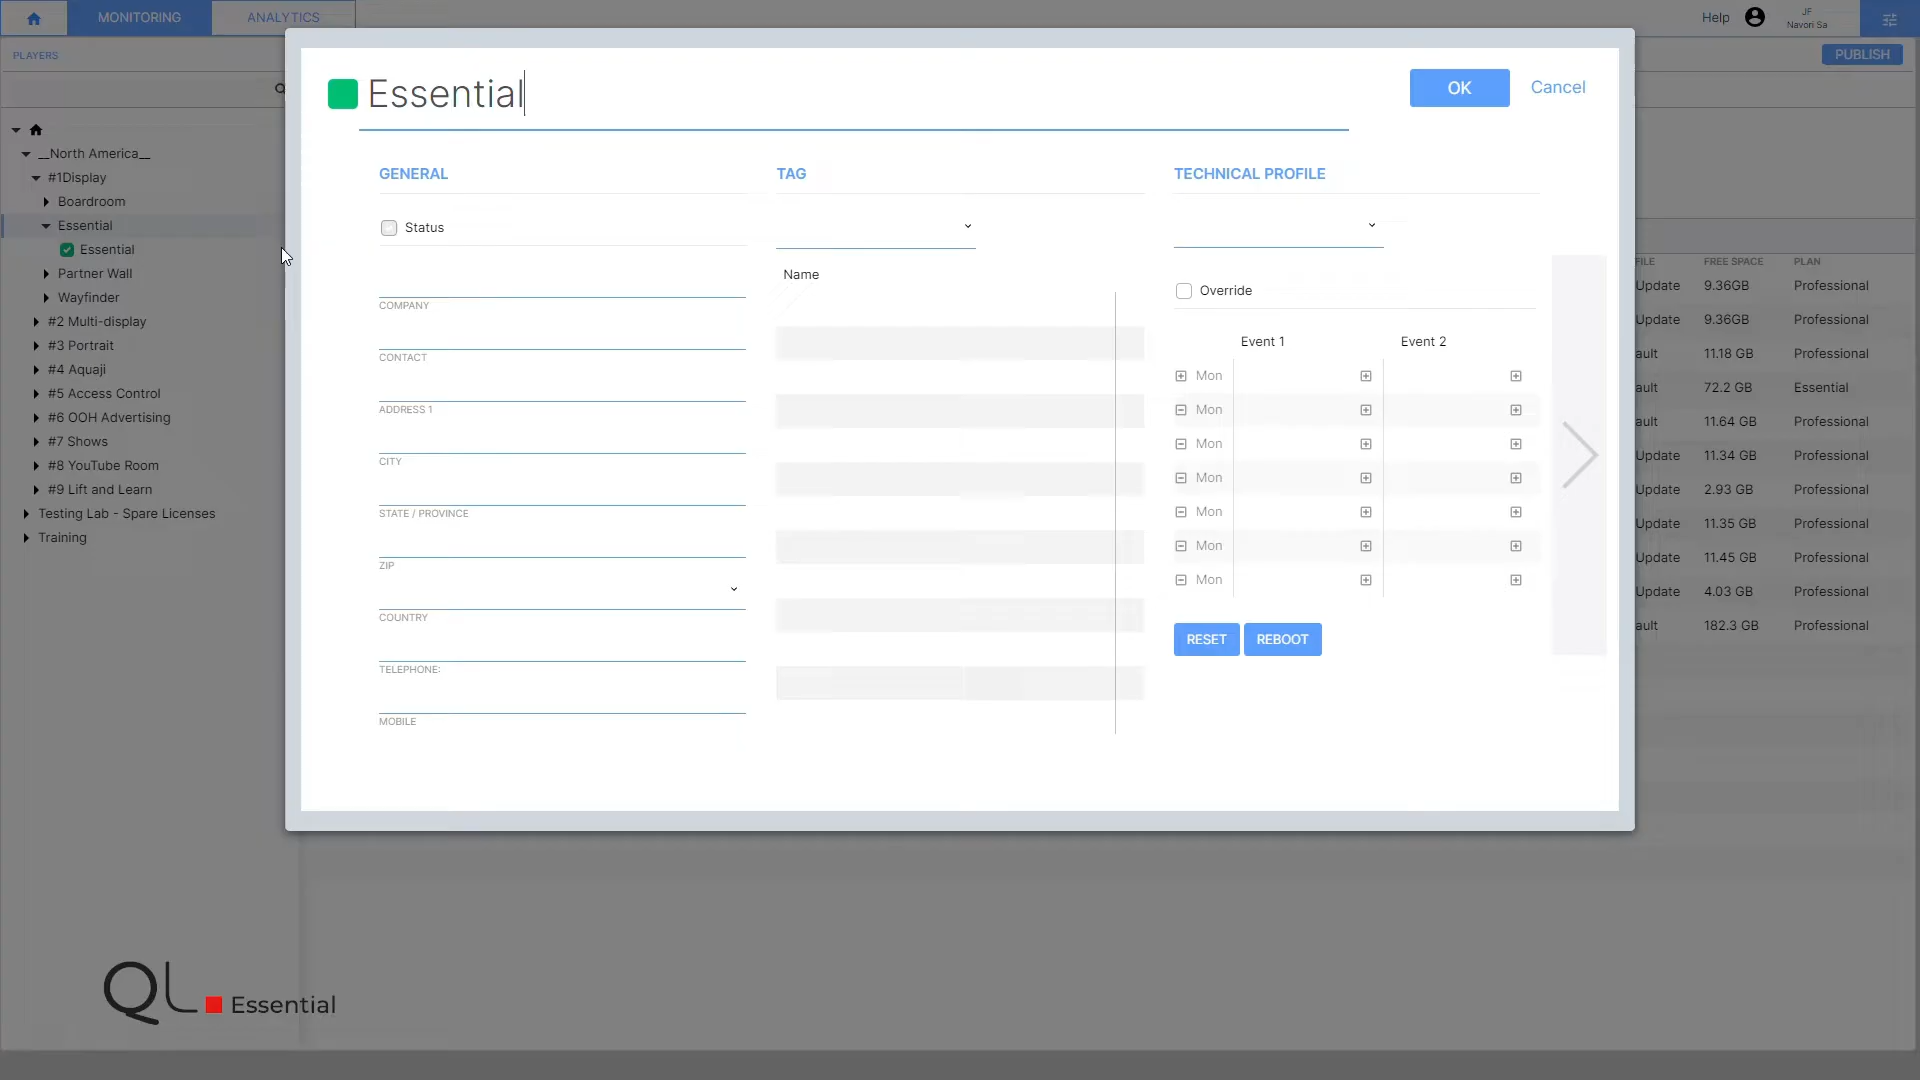 MONITORING
ANALYTICS
Help
JF
Navori Sa
PLAYERS
PUBLISH
__North America__
#1Display
Boardroom
Essential
Essential
Partner Wall
Wayfinder
#2 Multi-display
#3 Portrait
#4 Aquaji
#5 Access Control
#6 OOH Advertising
#7 Shows
#8 YouTube Room
#9 Lift and Learn
Testing Lab - Spare Licenses
Training
Essential
OK
Cancel
GENERAL
Status
COMPANY
CONTACT
ADDRESS 1
CITY
STATE / PROVINCE
ZIP
COUNTRY
TELEPHONE:
MOBILE
TAG
Name
TECHNICAL PROFILE
Override
Event 1 Event 2
Mon
Mon
Mon
Mon
Mon
Mon
Mon
RESET
REBOOT
FILE FREE SPACE PLAN
Update 9.36GB Professional
Update 9.36GB Professional
ault 11.18 GB Professional
ault 72.2 GB Essential
ault 11.64 GB Professional
Update 11.34 GB Professional
Update 2.93 GB Professional
Update 11.35 GB Professional
Update 11.45 GB Professional
Update 4.03 GB Professional
ault 182.3 GB Professional
QL Essential